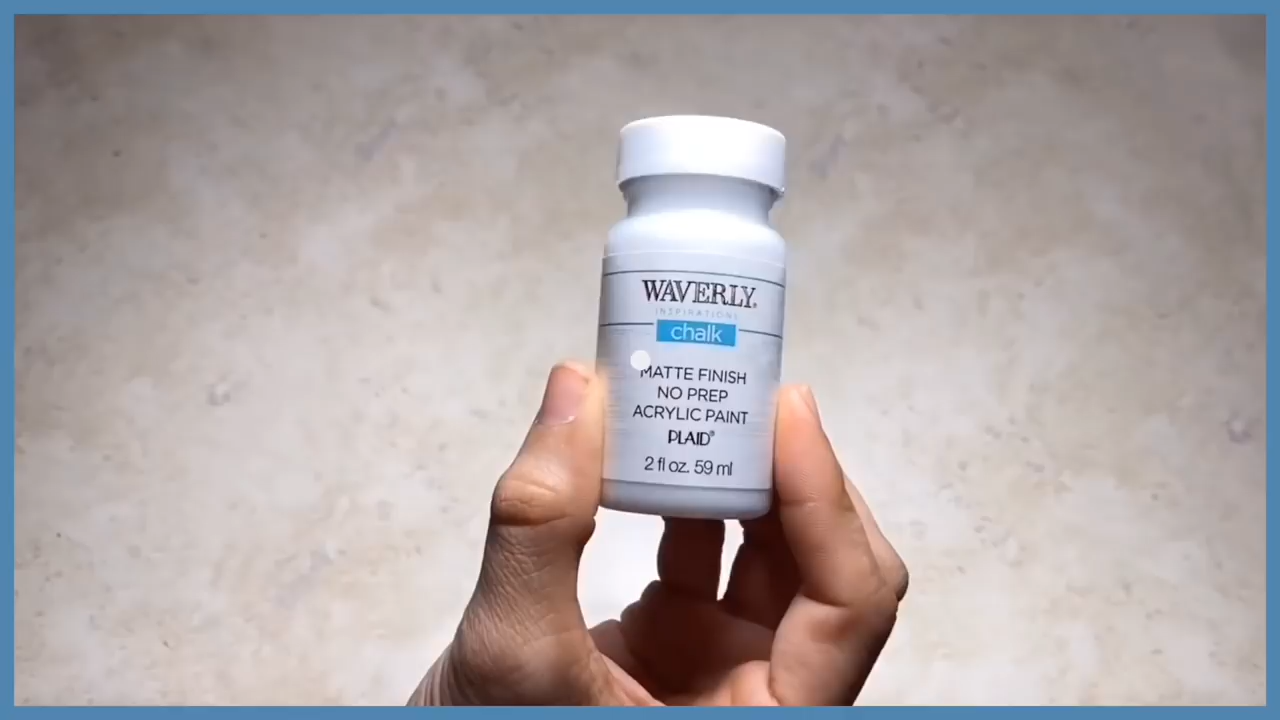 WAVERLY®
INSPIRATIONS
chalk
MATTE FINISH
NO PREP
ACRYLIC PAINT
PLAID®
2 fl oz. 59 ml